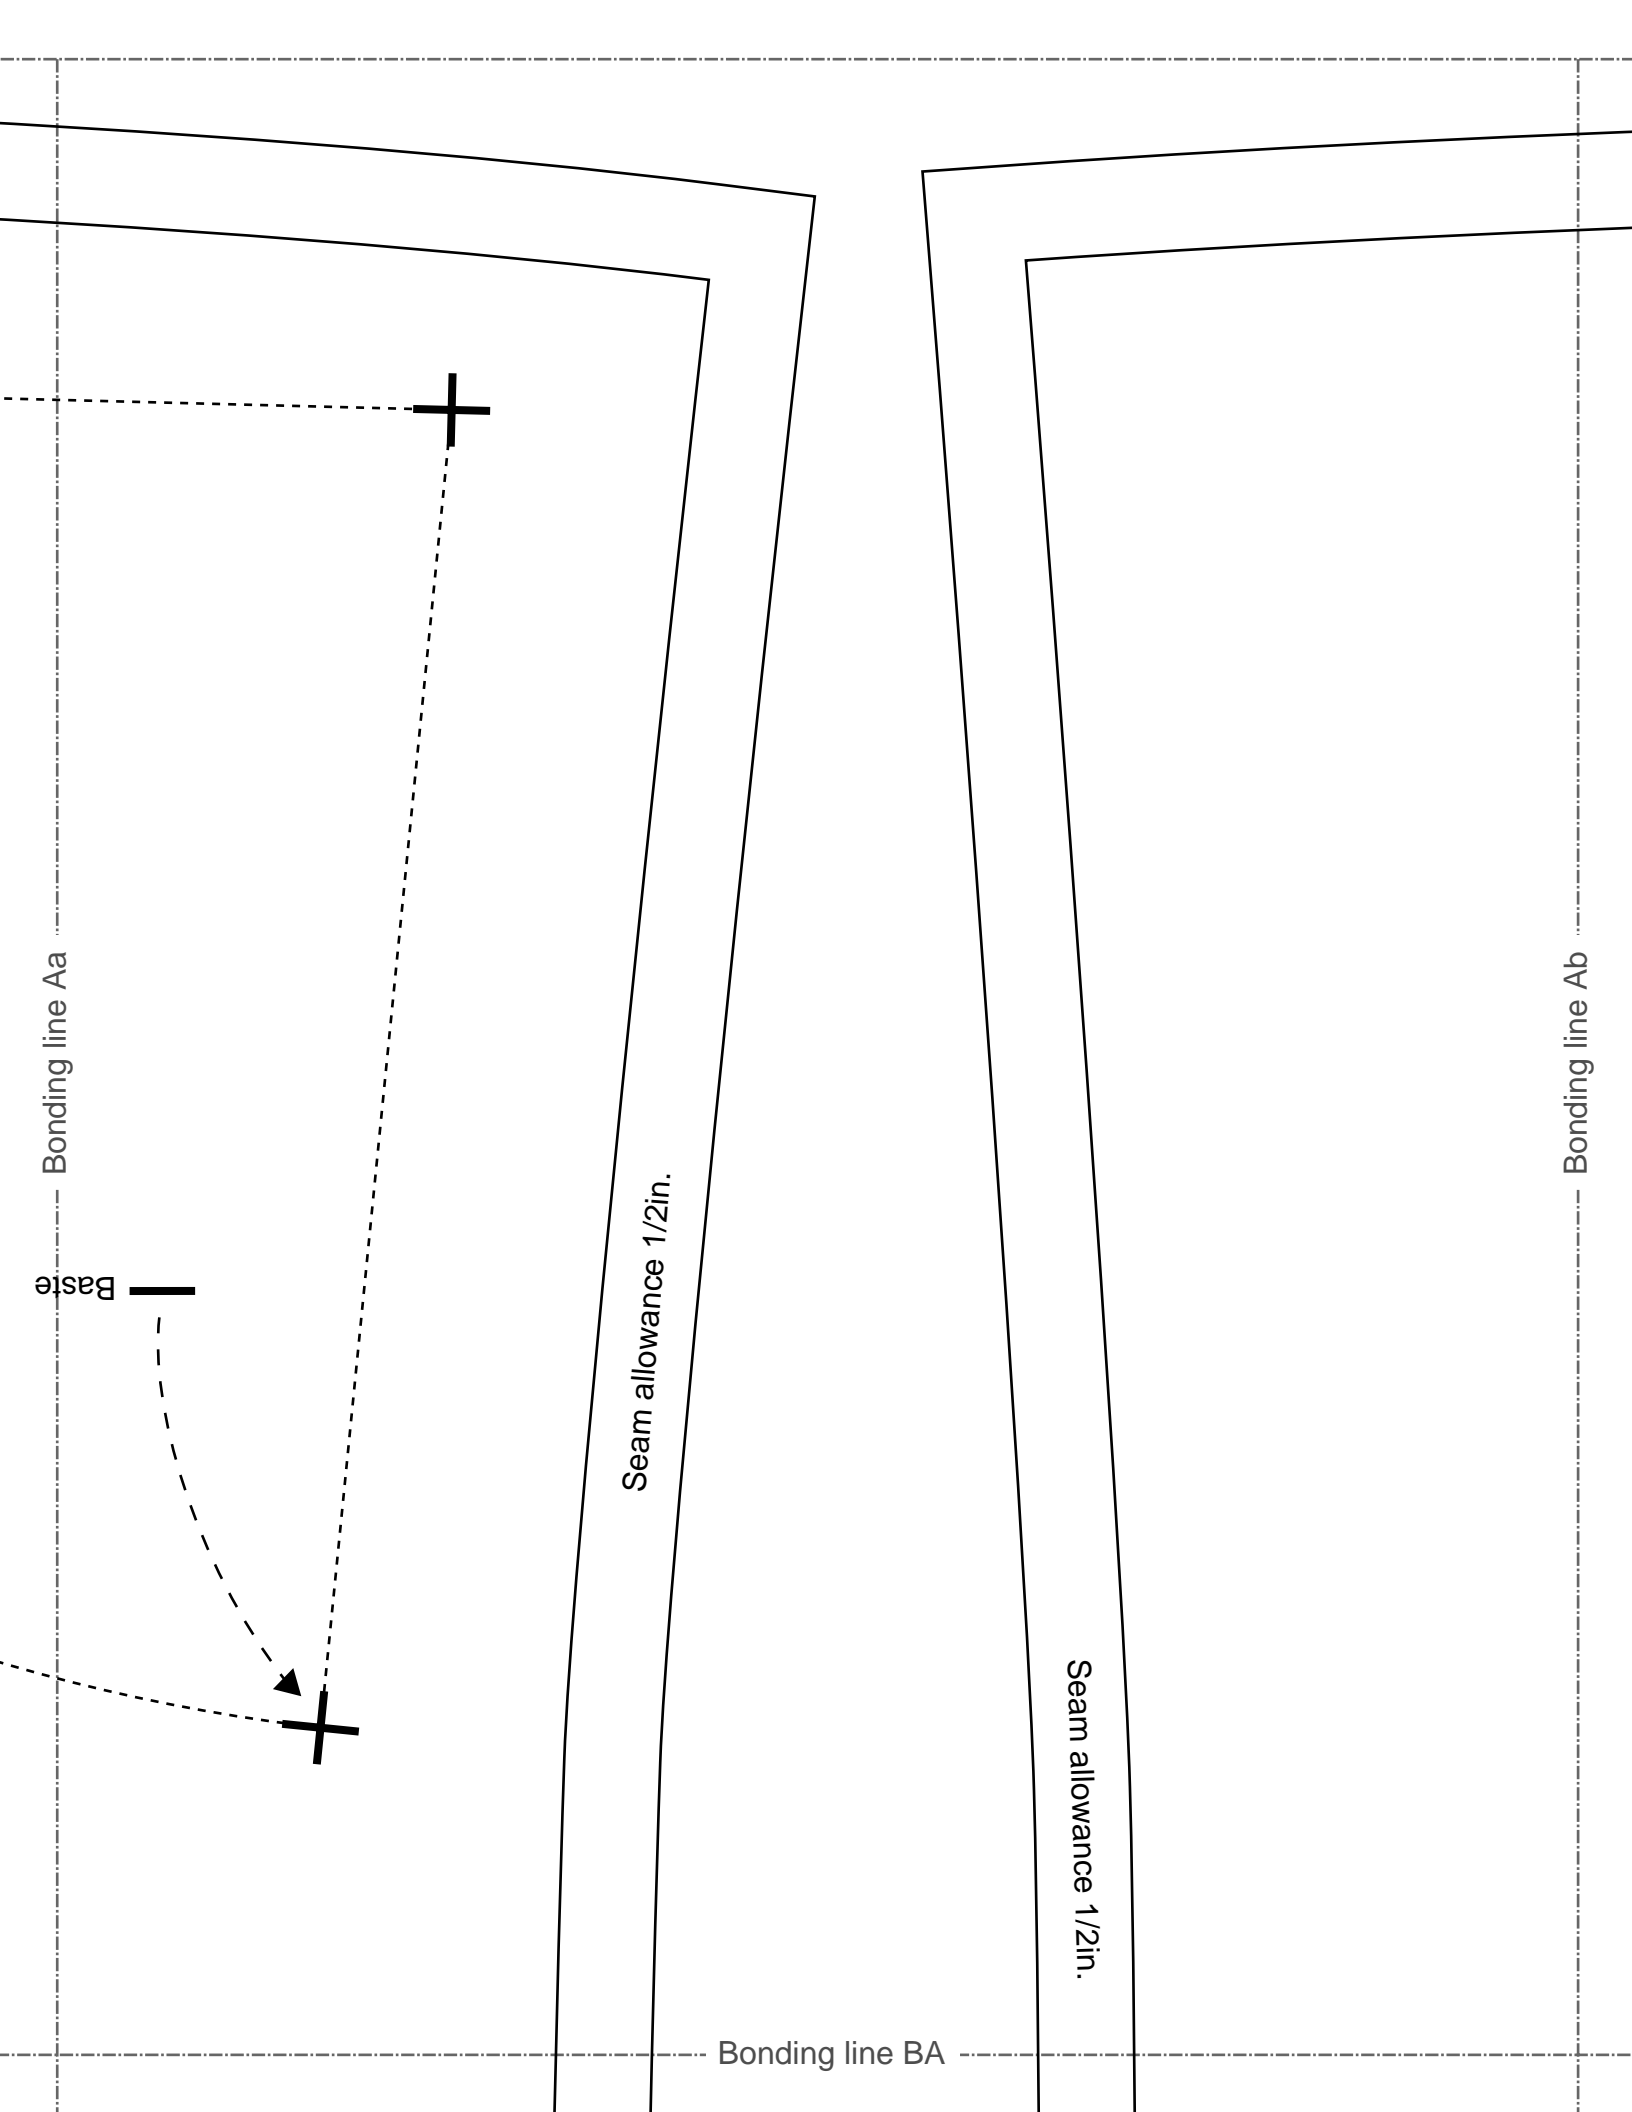 Bonding line Aa
Bonding line Ab
Seam allowance 1/2in.
Baste
Seam allowance 1/2in.
Bonding line BA